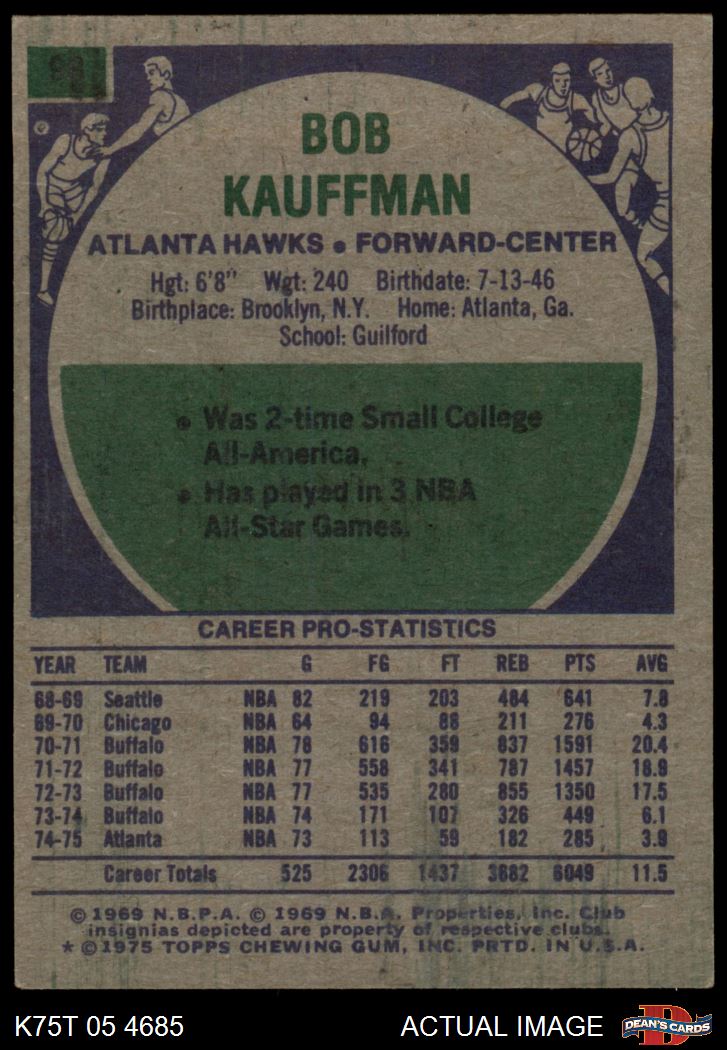 98
BOB
KAUFFMAN
ATLANTA HAWKS • FORWARD-CENTER
Hgt: 6'8" Wgt: 240 Birthdate: 7-13-46
Birthplace: Brooklyn, N.Y. Home: Atlanta, Ga.
School: Guilford
• Was 2-time Small College
All-America.
• Has played in 3 NBA
All-Star Games.
CAREER PRO-STATISTICS
YEAR TEAM G FG FT REB PTS AVG
68-69 Seattle NBA 82 219 203 484 641 7.8
69-70 Chicago NBA 64 94 88 211 276 4.3
70-71 Buffalo NBA 78 616 359 837 1591 20.4
71-72 Buffalo NBA 77 558 341 787 1457 18.9
72-73 Buffalo NBA 77 535 280 855 1350 17.5
73-74 Buffalo NBA 74 171 107 326 449 6.1
74-75 Atlanta NBA 73 113 59 182 285 3.9
Career Totals 525 2306 1437 3682 6049 11.5
© 1969 N.B.P.A. © 1969 N.B.A. Properties, Inc. Club
insignias depicted are property of respective clubs.
* © 1975 TOPPS CHEWING GUM, INC. PRTD. IN U.S.A.
K75T 05 4685 ACTUAL IMAGE
D
DEAN'S CARDS